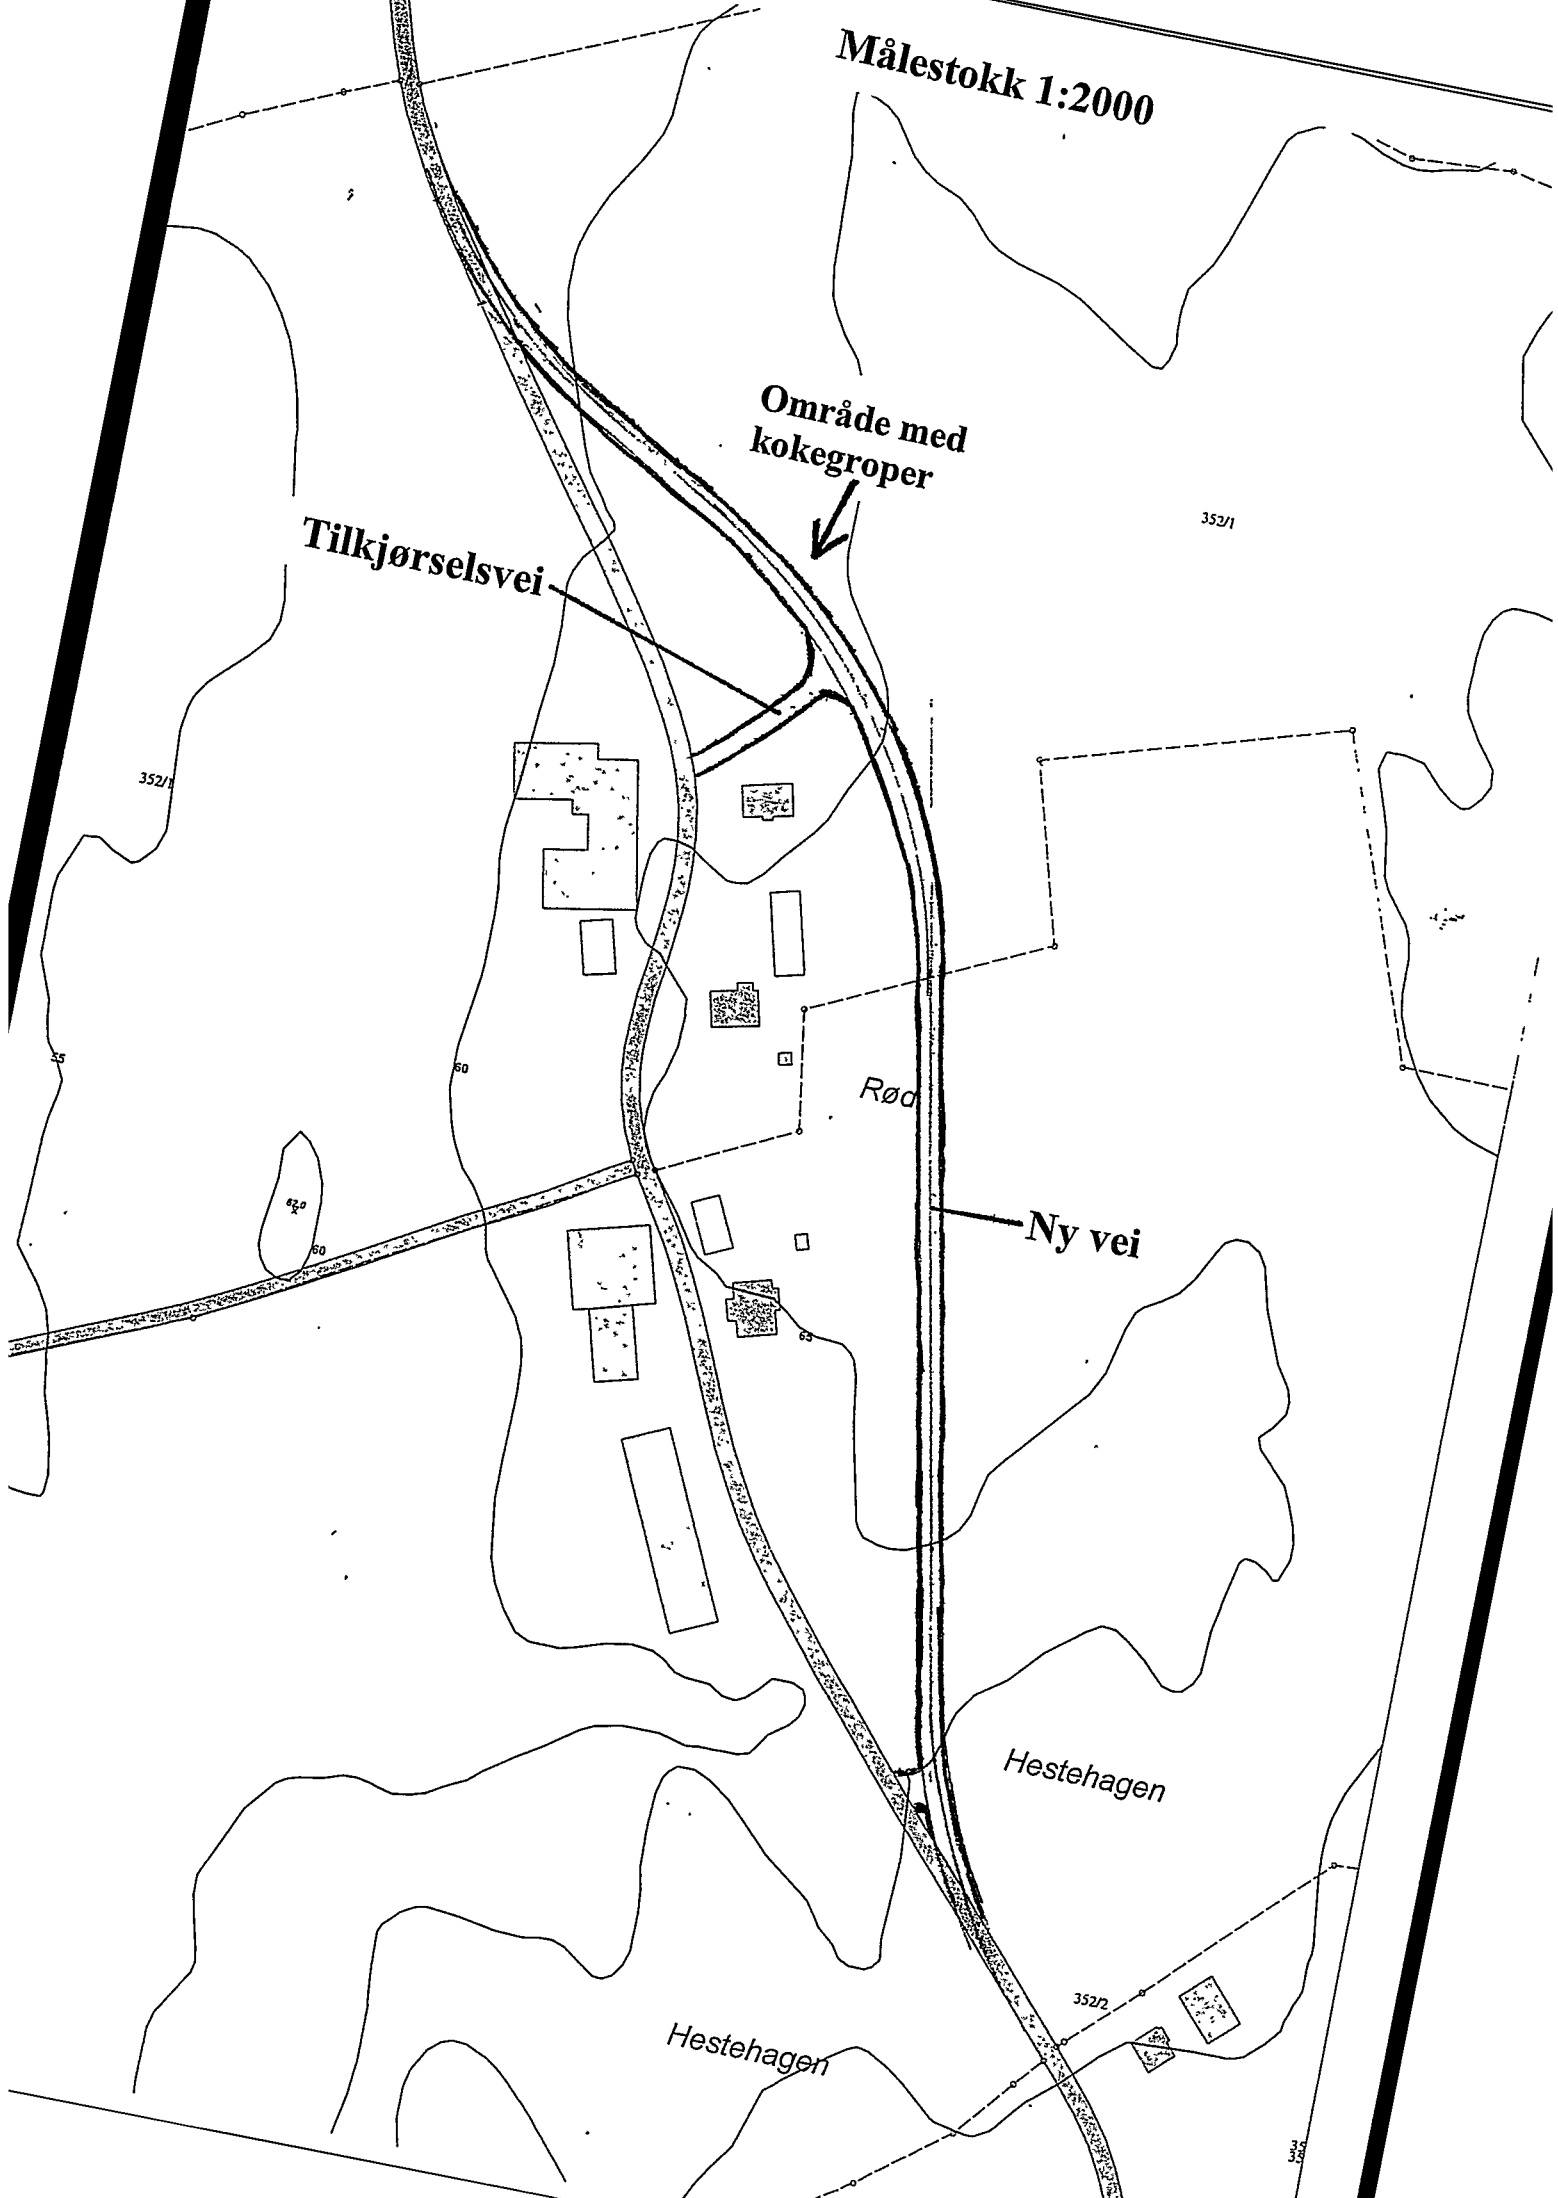 Målestokk 1:2000
Område med
kokegroper
352/1
Tilkjørselsvei
352/1
55
60
Rød
62.0
60
Ny vei
65
Hestehagen
352/2
Hestehagen